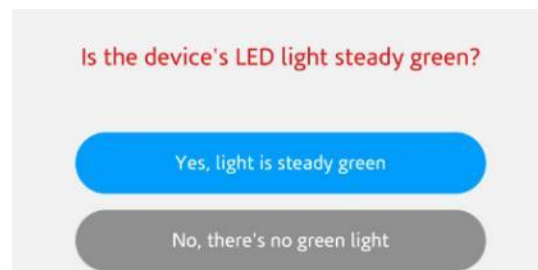 Is the device's LED light steady green?
Yes, light is steady green
No, there's no green light